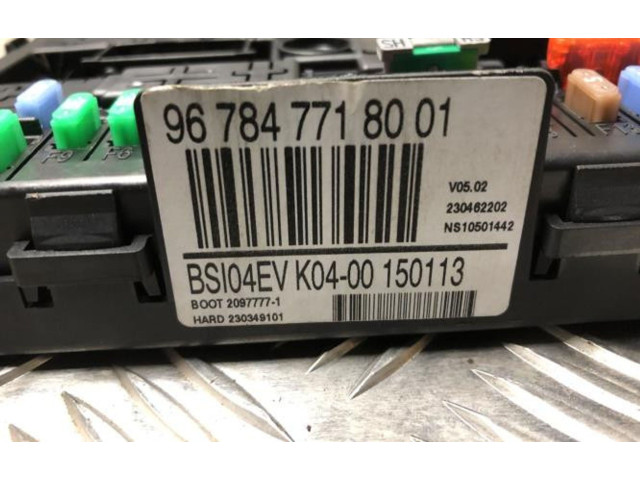 SH
96 784 771 80 01
V05.02
230462202
NS10501442
BSI04EV K04-00 150113
BOOT 2097777-1
HARD 230349101
F9
F6